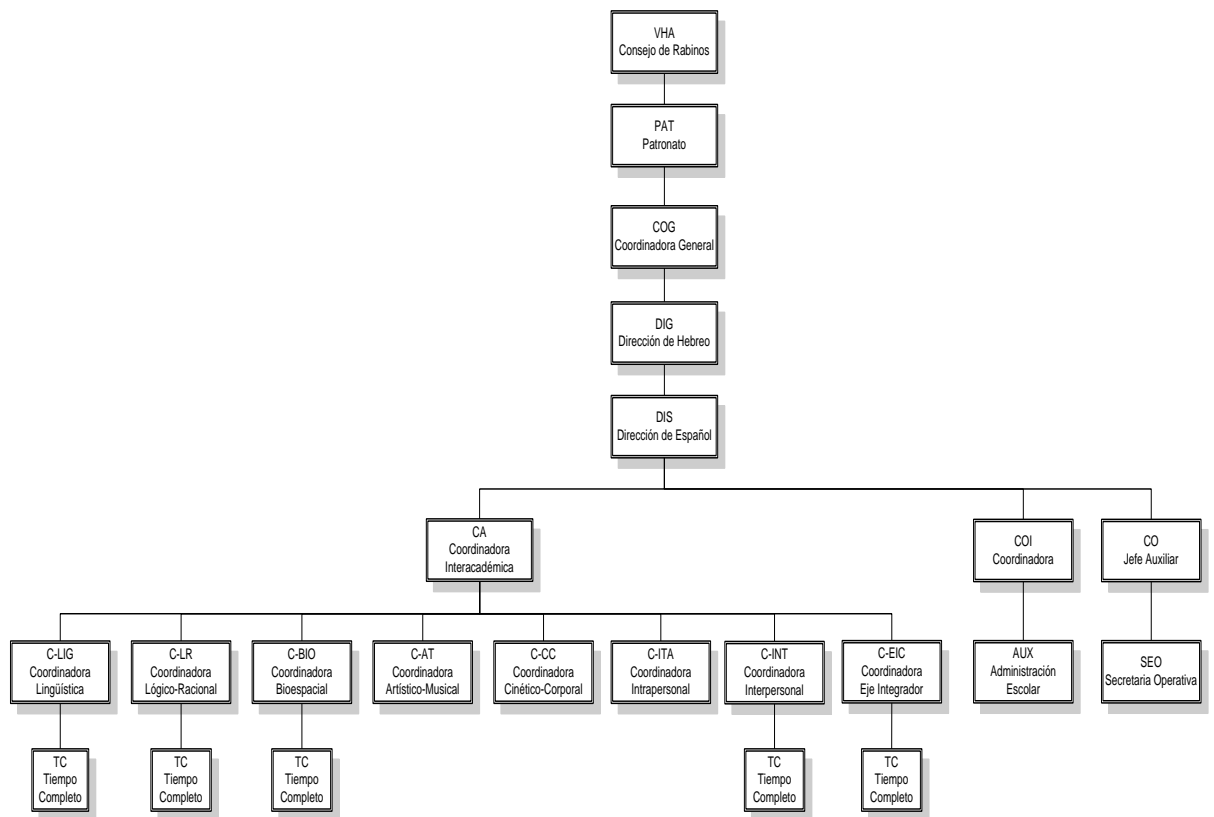 VHA
Consejo de Rabinos
PAT
Patronato
COG
Coordinadora General
DIG
Dirección de Hebreo
DIS
Dirección de Español
CA
Coordinadora
Interacadémica
COI
Coordinadora
CO
Jefe Auxiliar
C-LIG
Coordinadora
Lingüística
C-LR
Coordinadora
Lógico-Racional
C-BIO
Coordinadora
Bioespacial
C-AT
Coordinadora
Artístico-Musical
C-CC
Coordinadora
Cinético-Corporal
C-ITA
Coordinadora
Intrapersonal
C-INT
Coordinadora
Interpersonal
C-EIC
Coordinadora
Eje Integrador
AUX
Administración
Escolar
SEO
Secretaria Operativa
TC
Tiempo
Completo
TC
Tiempo
Completo
TC
Tiempo
Completo
TC
Tiempo
Completo
TC
Tiempo
Completo